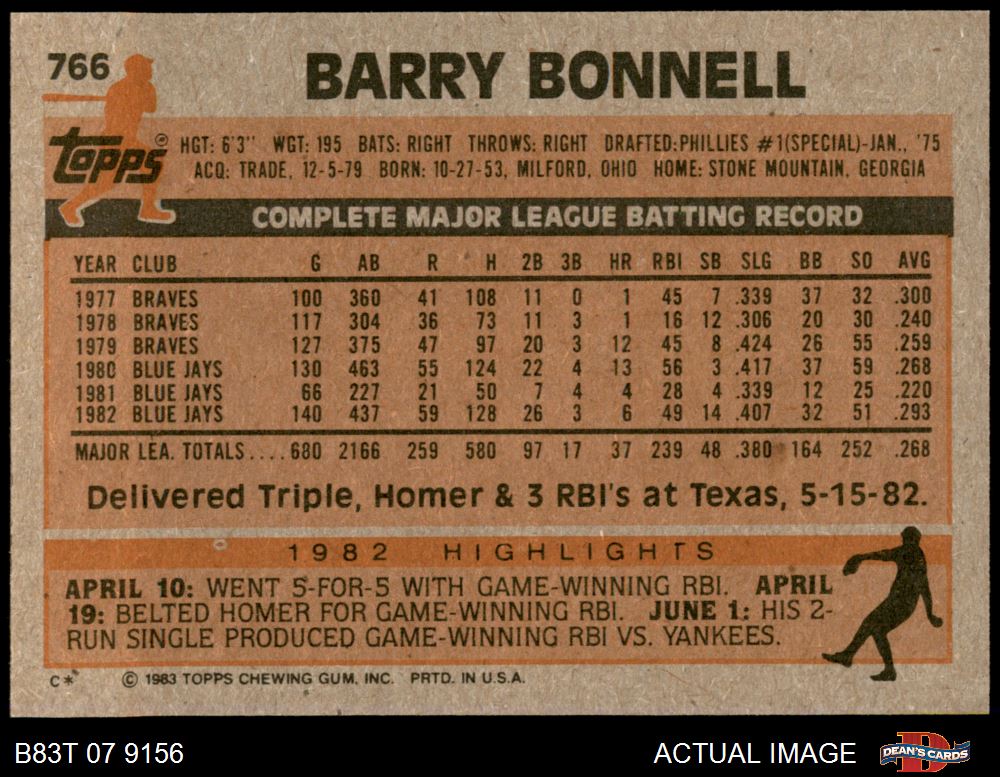 766
BARRY BONNELL
Topps®
HGT: 6'3" WGT: 195 BATS: RIGHT THROWS: RIGHT DRAFTED:PHILLIES #1(SPECIAL)-JAN., '75
ACQ: TRADE, 12-5-79 BORN: 10-27-53, MILFORD, OHIO HOME: STONE MOUNTAIN, GEORGIA
COMPLETE MAJOR LEAGUE BATTING RECORD
YEAR CLUB G AB R H 2B 3B HR RBI SB SLG BB SO AVG
1977 BRAVES 100 360 41 108 11 0 1 45 7 .339 37 32 .300
1978 BRAVES 117 304 36 73 11 3 1 16 12 .306 20 30 .240
1979 BRAVES 127 375 47 97 20 3 12 45 8 .424 26 55 .259
1980 BLUE JAYS 130 463 55 124 22 4 13 56 3 .417 37 59 .268
1981 BLUE JAYS 66 227 21 50 7 4 4 28 4 .339 12 25 .220
1982 BLUE JAYS 140 437 59 128 26 3 6 49 14 .407 32 51 .293
MAJOR LEA. TOTALS....680 2166 259 580 97 17 37 239 48 .380 164 252 .268
Delivered Triple, Homer & 3 RBI's at Texas, 5-15-82.
1982 HIGHLIGHTS
APRIL 10: WENT 5-FOR-5 WITH GAME-WINNING RBI. APRIL
19: BELTED HOMER FOR GAME-WINNING RBI. JUNE 1: HIS 2-
RUN SINGLE PRODUCED GAME-WINNING RBI VS. YANKEES.
C* © 1983 TOPPS CHEWING GUM, INC. PRTD. IN U.S.A.
B83T 07 9156 ACTUAL IMAGE D DEAN'S CARDS